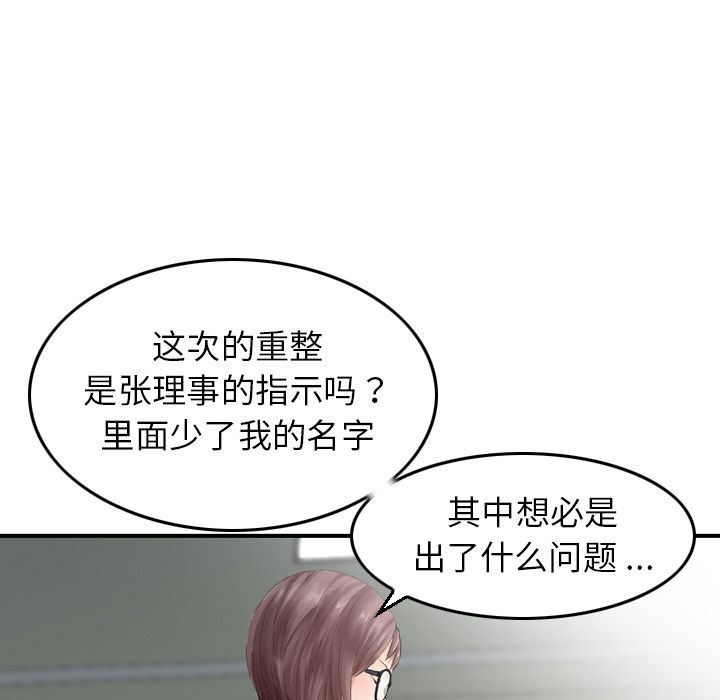 这次的重整
是张理事的指示吗？
里面少了我的名字
其中想必是
出了什么问题...